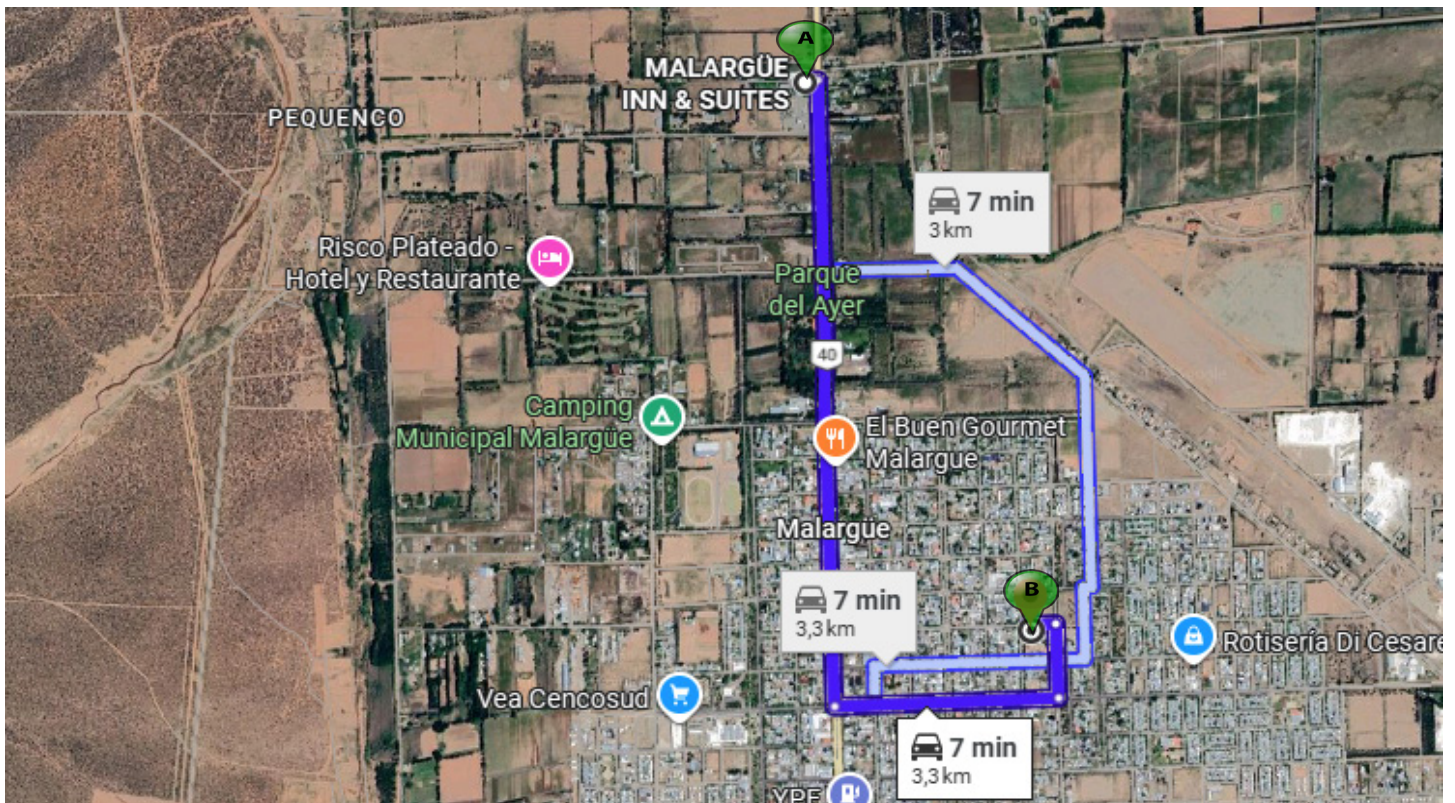 A
MALARGÜE
INN & SUITES
PEQUENCO
7 min
3 km
Risco Plateado -
Hotel y Restaurante
Parque
del Ayer
40
Camping
Municipal Malargüe
El Buen Gourmet
Malargue
Malargüe
7 min
3,3 km
B
Rotisería Di Cesare
Vea Cencosud
7 min
3,3 km
YPF